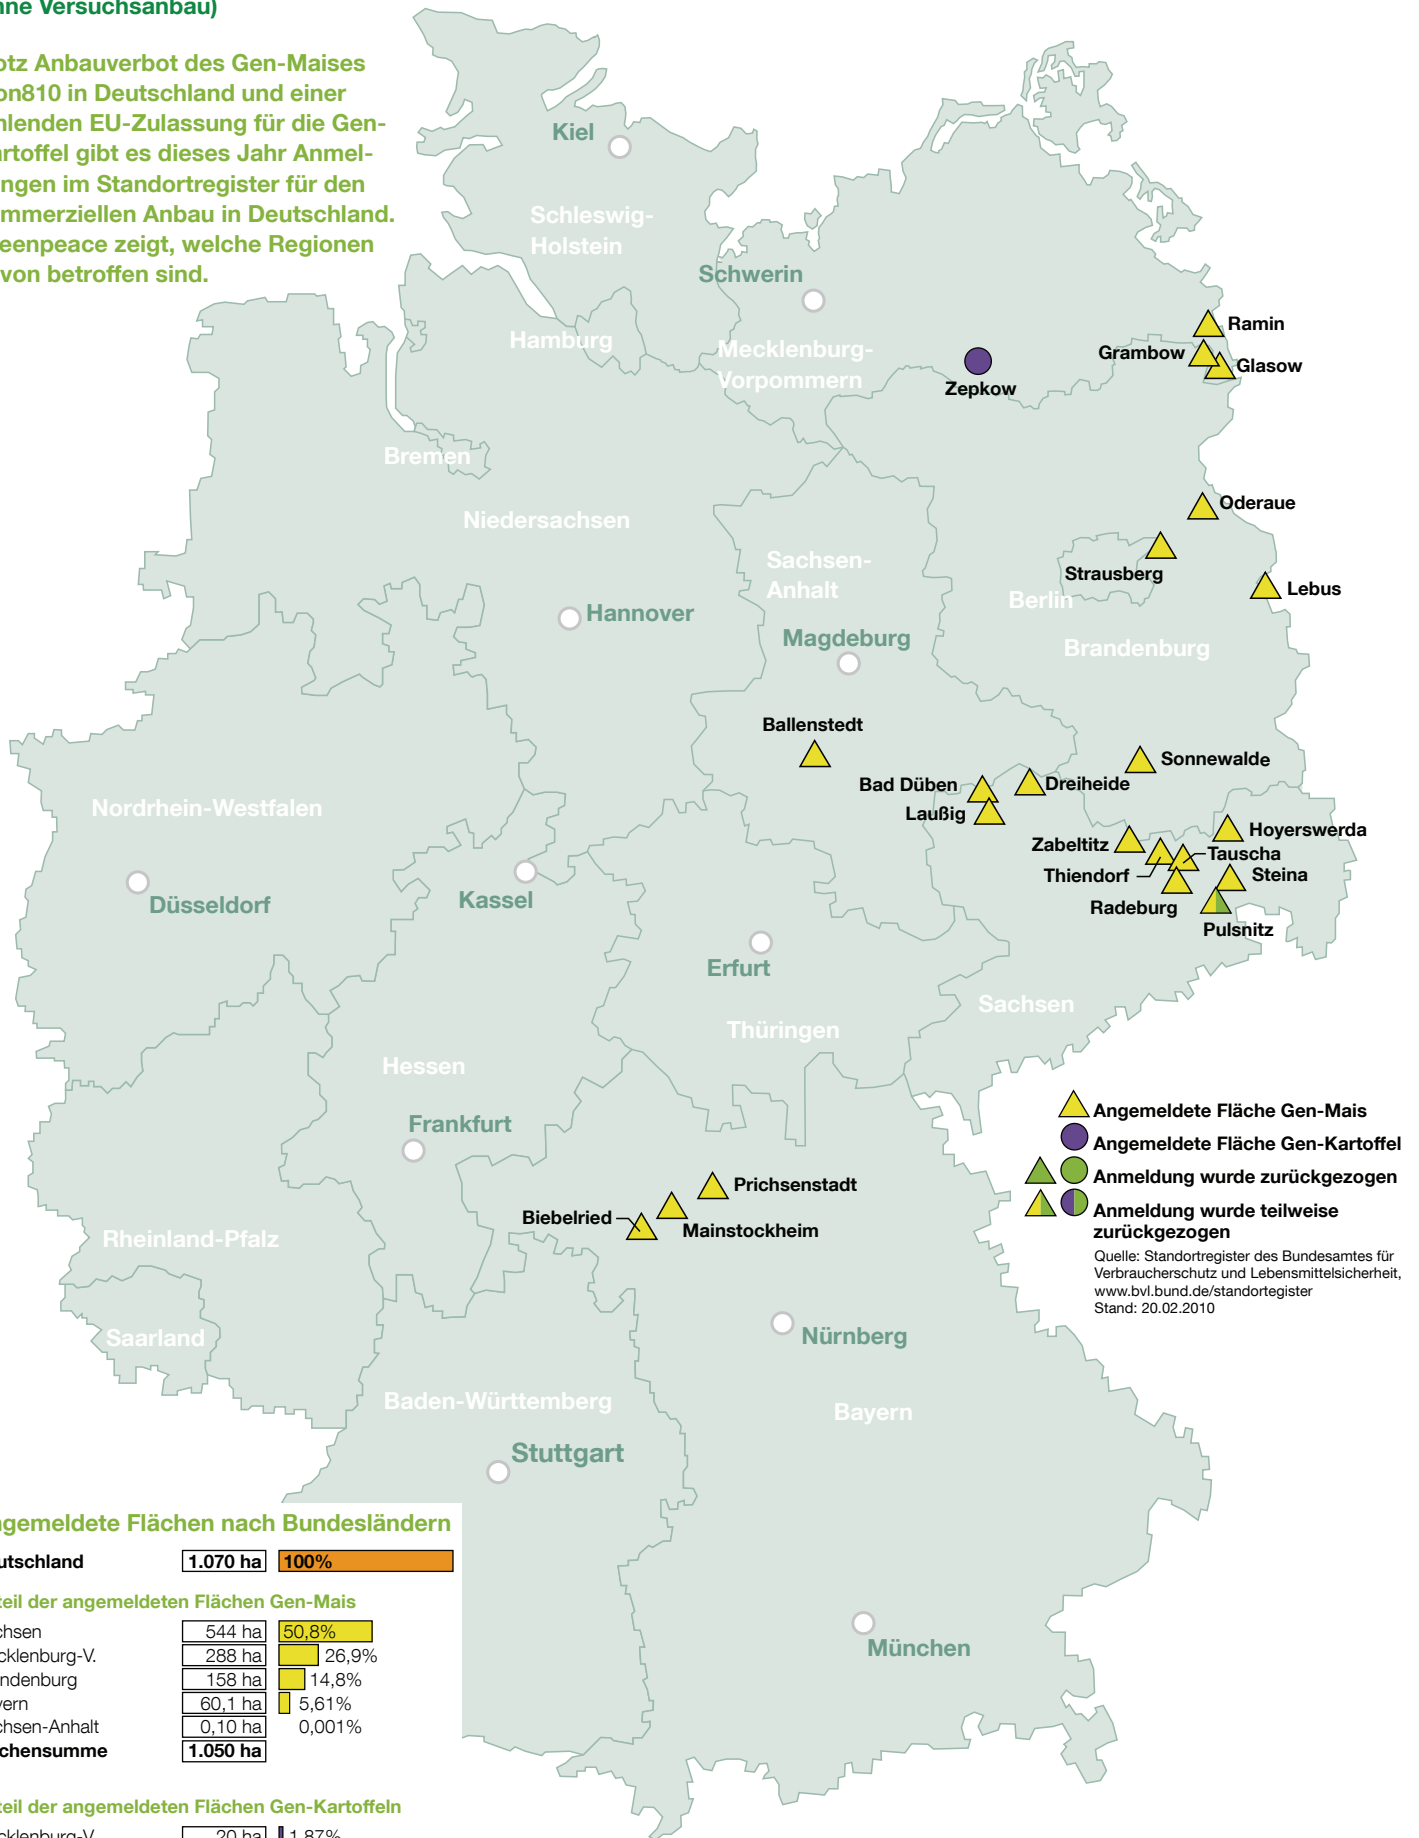 nne Versuchsanbau)
otz Anbauverbot des Gen-Maises
on810 in Deutschland und einer
hlenden EU-Zulassung für die Gen-
artoffel gibt es dieses Jahr Anmel-
ngen im Standortregister für den
mmerziellen Anbau in Deutschland.
eenpeace zeigt, welche Regionen
von betroffen sind.
Kiel
Schleswig-
Holstein
Schwerin
Hamburg
Mecklenburg-
Vorpommern
Ramin
Grambow
Glasow
Zepkow
Bremen
Niedersachsen
Oderaue
Sachsen-
Anhalt
Strausberg
Lebus
Berlin
Hannover
Magdeburg
Brandenburg
Ballenstedt
Sonnewalde
Bad Düben
Dreiheide
Laußig
Nordrhein-Westfalen
Hoyerswerda
Zabeltitz
Tauscha
Thiendorf
Steina
Radeburg
Pulsnitz
Düsseldorf
Kassel
Erfurt
Sachsen
Thüringen
Hessen
Frankfurt
Angemeldete Fläche Gen-Mais
Angemeldete Fläche Gen-Kartoffel
Anmeldung wurde zurückgezogen
Anmeldung wurde teilweise
zurückgezogen
Quelle: Standortregister des Bundesamtes für
Verbraucherschutz und Lebensmittelsicherheit,
www.bvl.bund.de/standortegister
Stand: 20.02.2010
Prichsenstadt
Biebelried
Mainstockheim
Rheinland-Pfalz
Saarland
Nürnberg
Baden-Württemberg
Bayern
Stuttgart
München
ngemeldete Flächen nach Bundesländern
utschland 1.070 ha 100%
teil der angemeldeten Flächen Gen-Mais
chsen 544 ha 50,8%
cklenburg-V. 288 ha 26,9%
ndenburg 158 ha 14,8%
yern 60,1 ha 5,61%
chsen-Anhalt 0,10 ha 0,001%
chensumme 1.050 ha
teil der angemeldeten Flächen Gen-Kartoffeln
cklenburg-V. 20 ha 1,87%